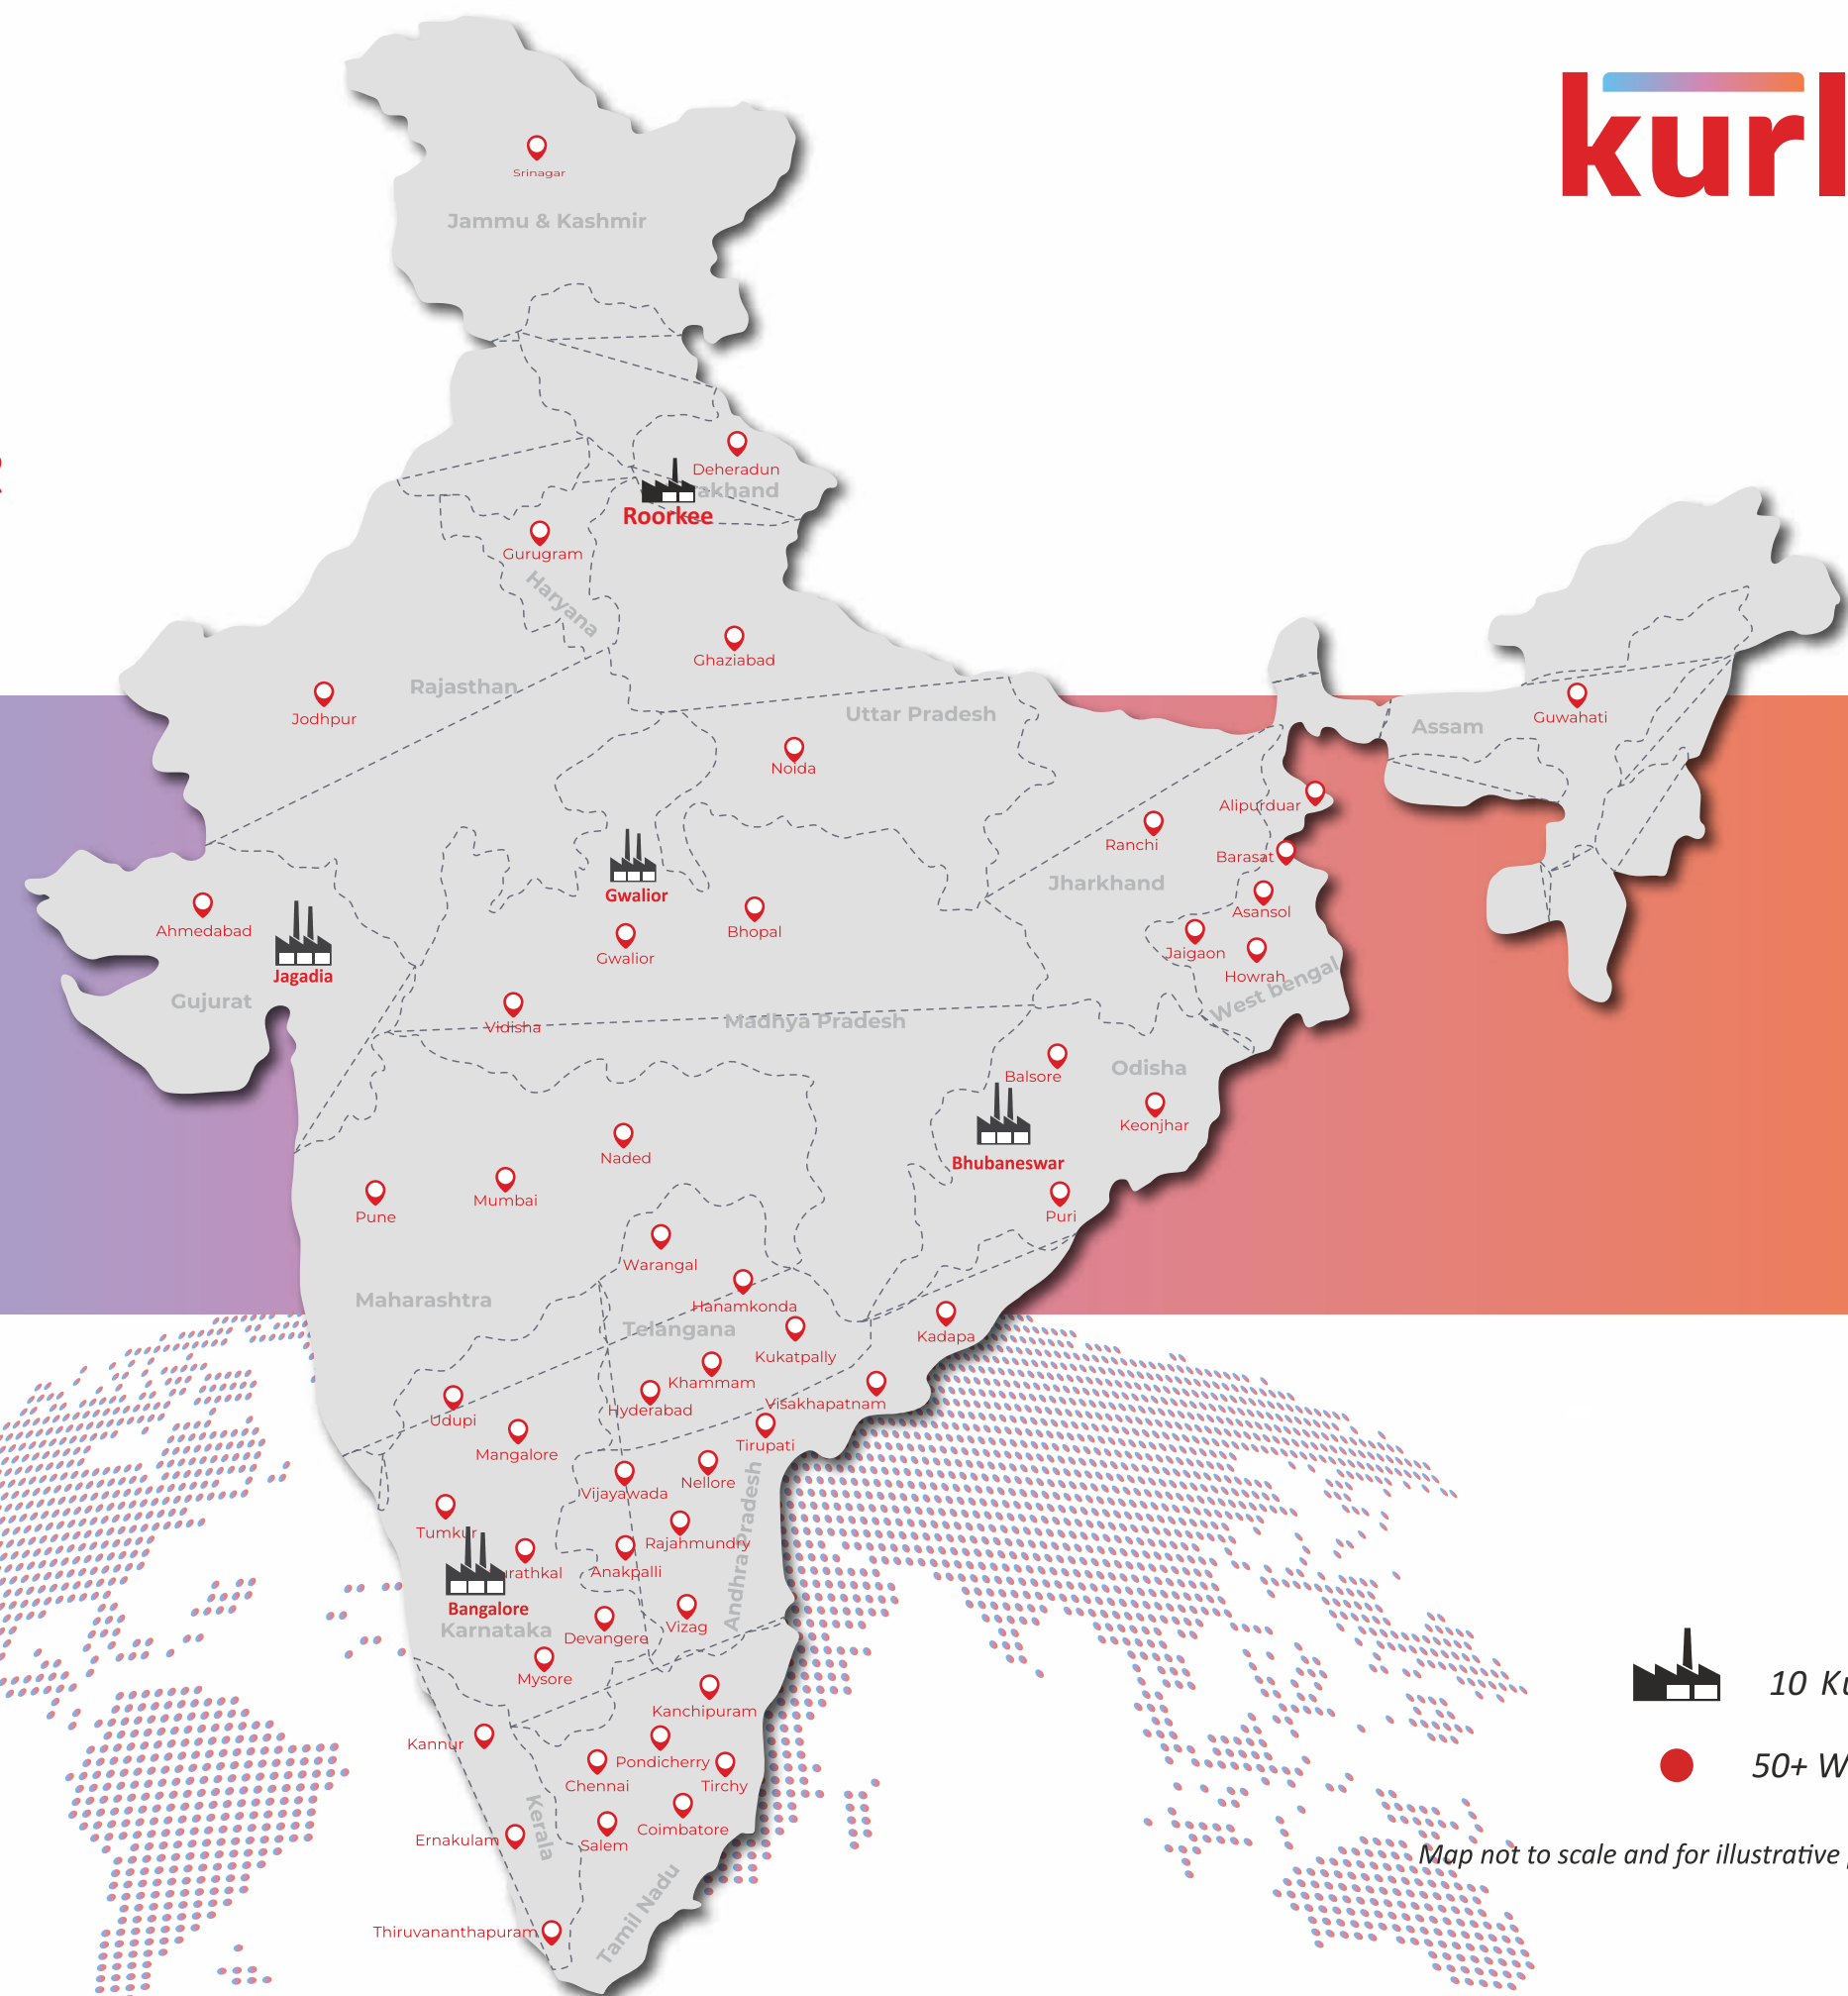 kurl
Srinagar
Jammu & Kashmir
Deheradun
akhand
Roorkee
Gurugram
Haryana
Ghaziabad
Rajasthan
Jodhpur
Uttar Pradesh
Noida
Assam
Guwahati
Alipurduar
Ranchi
Barasat
Jharkhand
Asansol
Gwalior
Ahmedabad
Bhopal
Gwalior
Jaigaon
Howrah
Jagadia
West bengal
Gujurat
Vidisha
Madhya Pradesh
Balsore
Odisha
Keonjhar
Naded
Bhubaneswar
Mumbai
Pune
Puri
Warangal
Maharashtra
Hanamkonda
Telangana
Kadapa
Kukatpally
Khammam
Hyderabad
Visakhapatnam
Udupi
Mangalore
Tirupati
Nellore
Vijayawada
Andhra Pradesh
Tumkur
Rajahmundry
urathkal
Anakpalli
Bangalore
Karnataka
Devangere
Vizag
Mysore
Kanchipuram
Kannur
Pondicherry
Chennai
Tirchy
Kerala
Coimbatore
Ernakulam
Salem
Tamil Nadu
Thiruvananthapuram
10 Ku
50+ W
Map not to scale and for illustrative